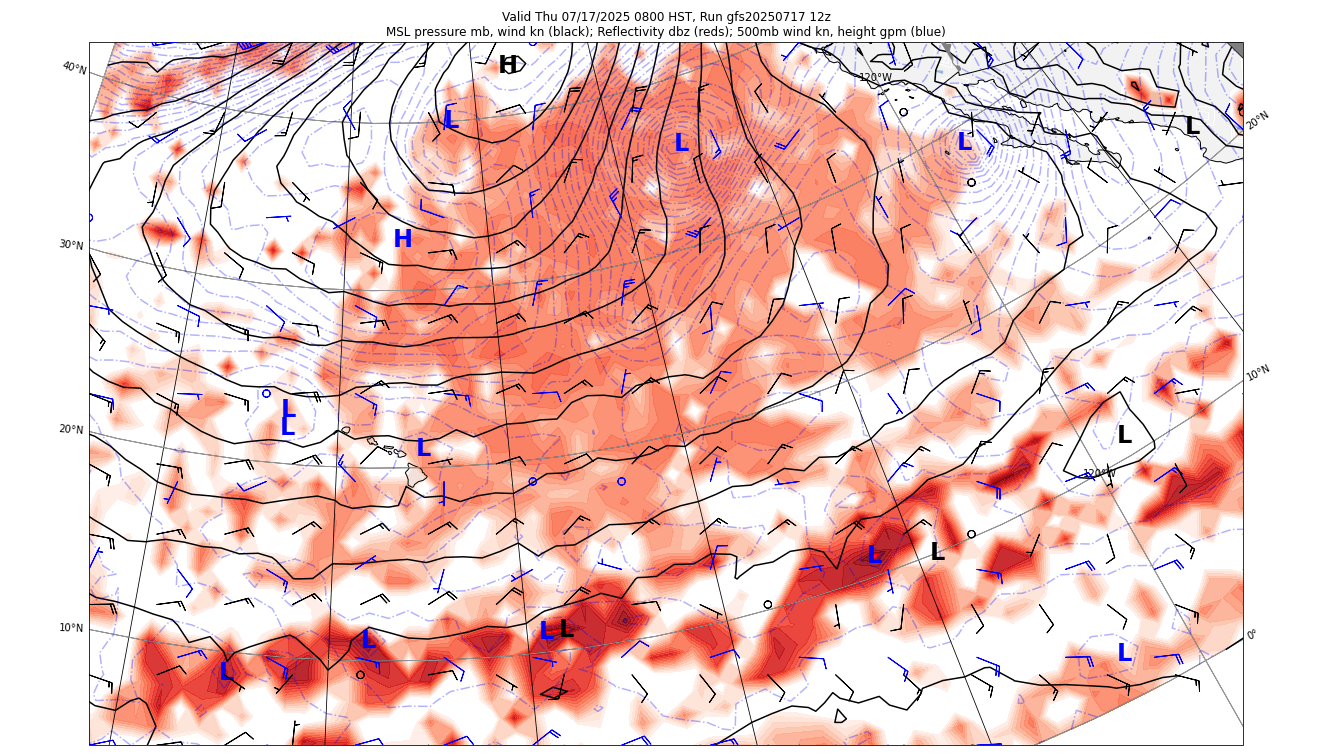 Valid Thu 07/17/2025 0800 HST, Run gfs20250717 12z
MSL pressure mb, wind kn (black); Reflectivity dbz (reds); 500mb wind kn, height gpm (blue)
H
40°N
120°W
L
L
20°N
L
L
H
30°N
10°N
L
L
L
L
20°N
120°W
L
L
L
10°N
L
L
L
0°
L
L